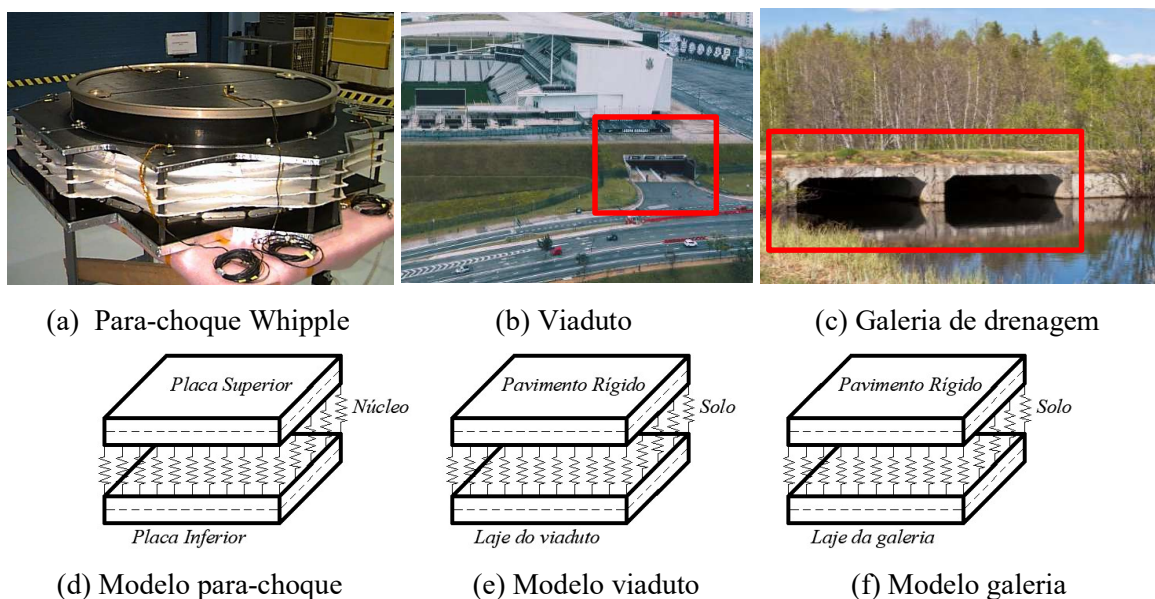 (a) Para-choque Whipple
(b) Viaduto
(c) Galeria de drenagem
Placa Superior
Núcleo
Placa Inferior
Pavimento Rígido
Solo
Laje do viaduto
Pavimento Rígido
Solo
Laje da galeria
(d) Modelo para-choque
(e) Modelo viaduto
(f) Modelo galeria